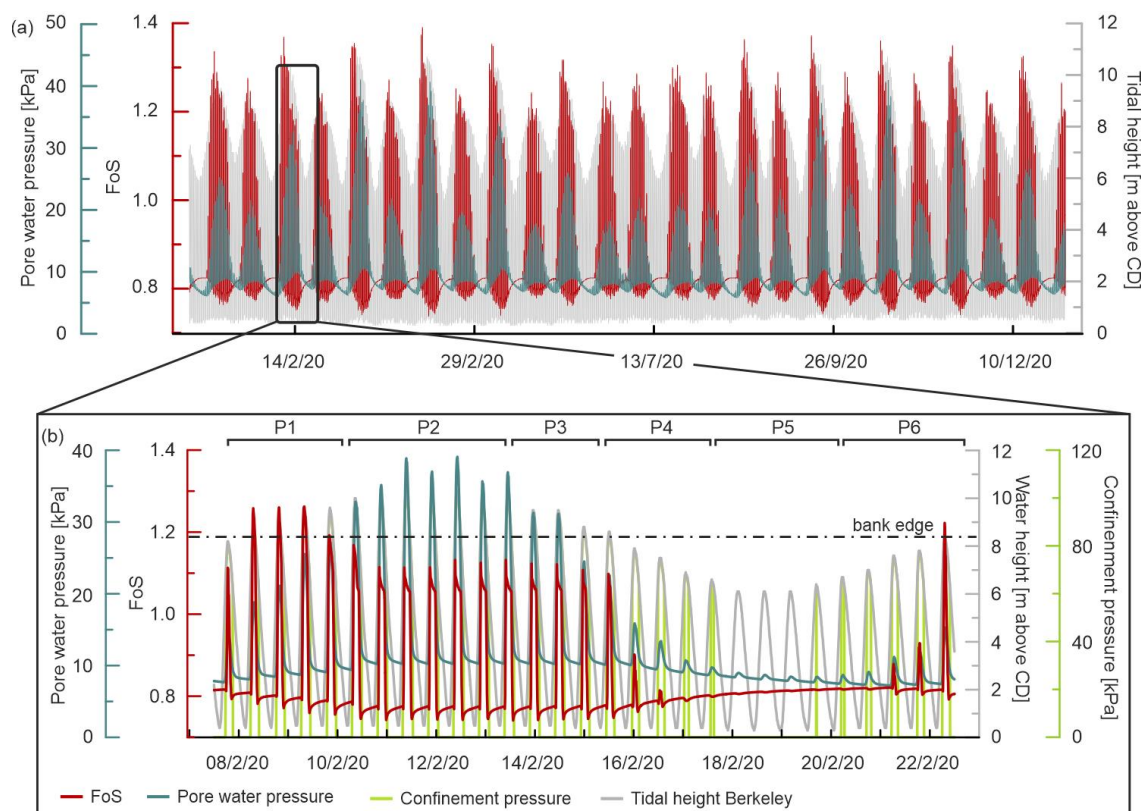 (a)
Pore water pressure [kPa]
50
40
30
20
10
0
FoS
1.4
1.2
1.0
0.8
12
10
8
6
4
2
0
Tidal height [m above CD]
14/2/20
29/2/20
13/7/20
26/9/20
10/12/20
(b)
P1
P2
P3
P4
P5
P6
Pore water pressure [kPa]
40
30
20
10
0
FoS
1.4
1.2
1.0
0.8
bank edge
12
10
8
6
4
2
0
Water height [m above CD]
120
80
40
0
Confinenment pressure [kPa]
08/2/20
10/2/20
12/2/20
14/2/20
16/2/20
18/2/20
20/2/20
22/2/20
FoS
Pore water pressure
Confinement pressure
Tidal height Berkeley